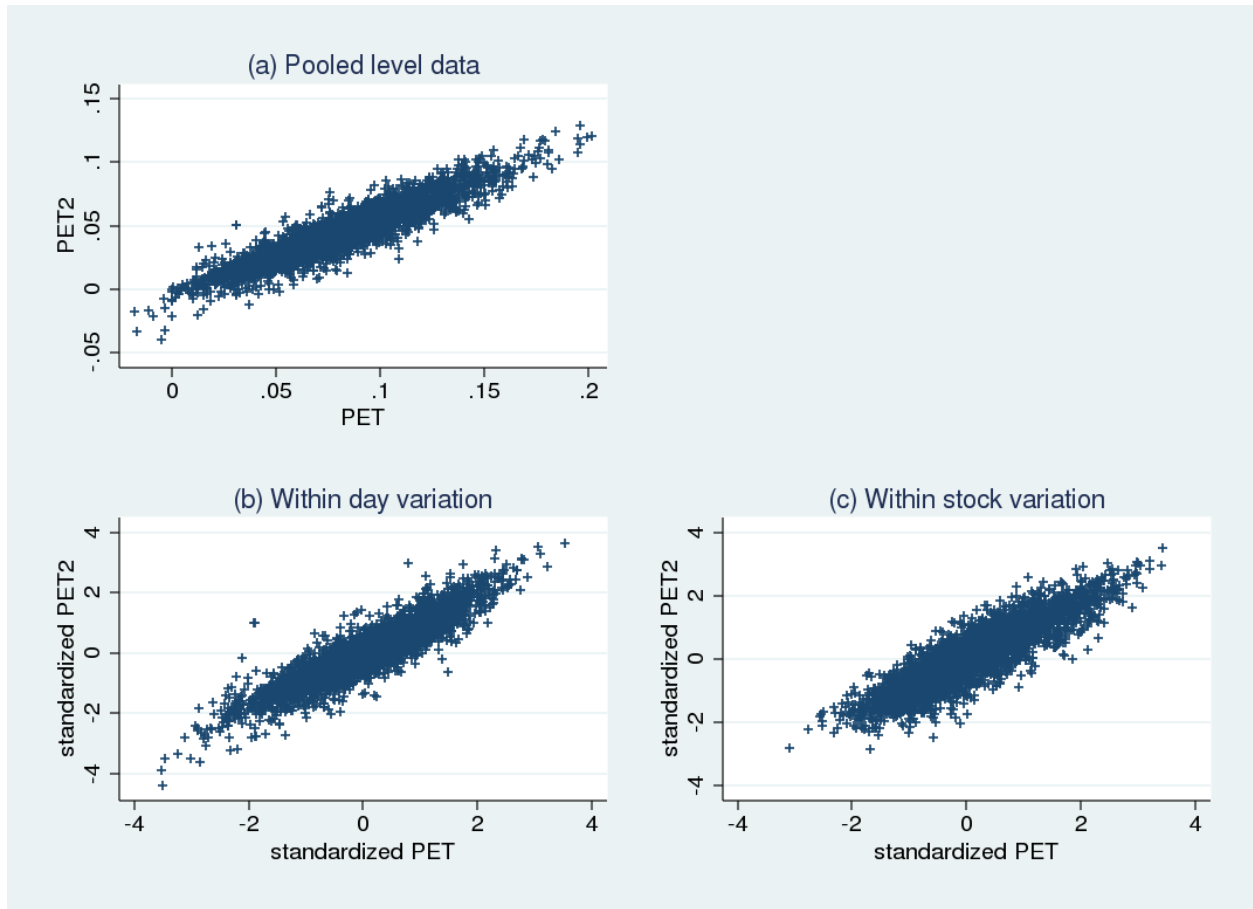 (a) Pooled level data
PET2
.15
.1
.05
0
-.05
0 .05 .1 .15 .2
PET
(b) Within day variation
standardized PET2
4
2
0
-2
-4
-4 -2 0 2 4
standardized PET
(c) Within stock variation
standardized PET2
4
2
0
-2
-4
-4 -2 0 2 4
standardized PET